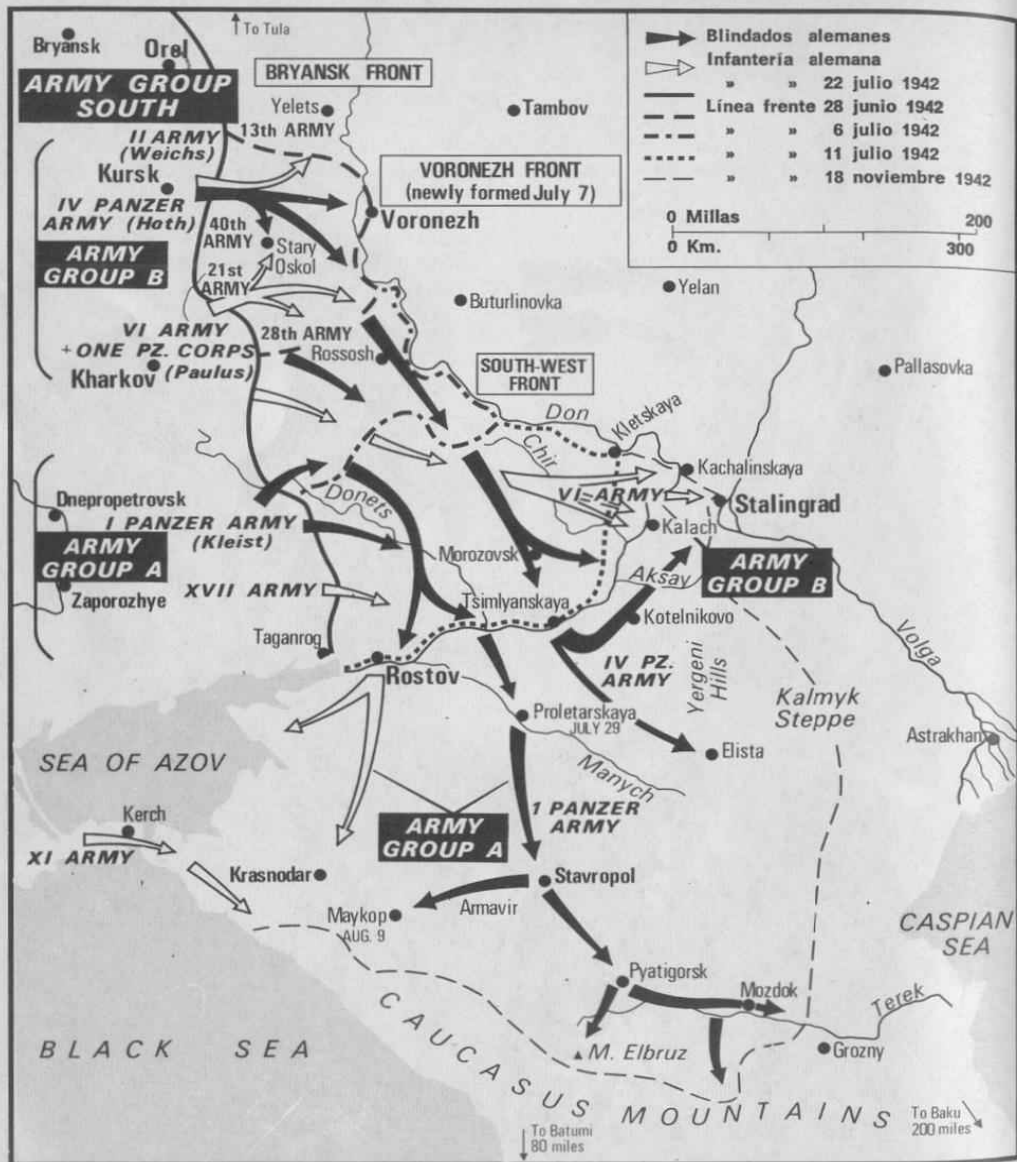 To Tula
Bryansk
Orel
ARMY GROUP
SOUTH
BRYANSK FRONT
Yelets
13th ARMY
Tambov
II ARMY
(Weichs)
Kursk
IV PANZER
ARMY (Hoth)
ARMY
GROUP B
40th
ARMY
Stary
Oskol
21st
ARMY
VORONEZH FRONT
(newly formed July 7)
Voronezh
Blindados alemanes
Infantería alemana
» » 22 julio 1942
Línea frente 28 junio 1942
» » 6 julio 1942
» » 11 julio 1942
» » 18 noviembre 1942
0 Millas 200
0 Km. 300
Yelan
Buturlinovka
Pallasovka
VI ARMY
+ ONE PZ. CORPS
(Paulus)
Kharkov
28th ARMY
Rossosh
SOUTH-WEST
FRONT
Don
Chir
Kletskaya
Kachalinskaya
VI ARMY
Stalingrad
Kalach
Dnepropetrovsk
I PANZER ARMY
(Kleist)
ARMY
GROUP A
Zaporozhye
Donets
XVII ARMY
Morozovsk
Tsimlyanskaya
Aksay
ARMY
GROUP B
Kotelnikovo
Taganrog
Rostov
IV PZ.
ARMY
Yergeni
Hills
Volga
Kalmyk
Steppe
Proletarskaya
JULY 29
Elista
Astrakhan
Manych
SEA OF AZOV
Kerch
XI ARMY
ARMY
GROUP A
1 PANZER
ARMY
Krasnodar
Stavropol
Armavir
Maykop
AUG. 9
CASPIAN
SEA
Pyatigorsk
Mozdok
Terek
M. Elbruz
Grozny
BLACK SEA
CAUCASUS MOUNTAINS
To Batumi
80 miles
To Baku
200 miles